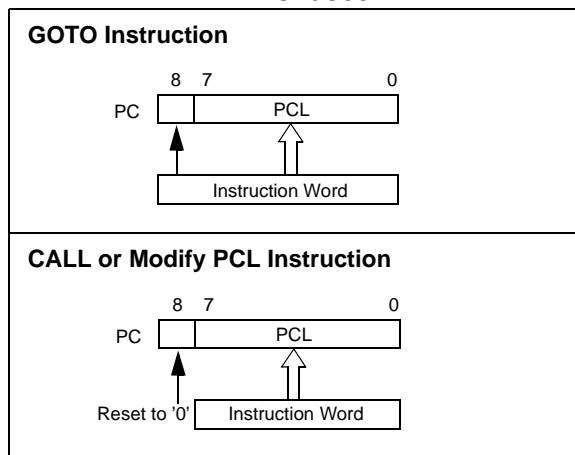 GOTO Instruction
8 7 0
PC PCL
Instruction Word
CALL or Modify PCL Instruction
8 7 0
PC PCL
Reset to '0' Instruction Word